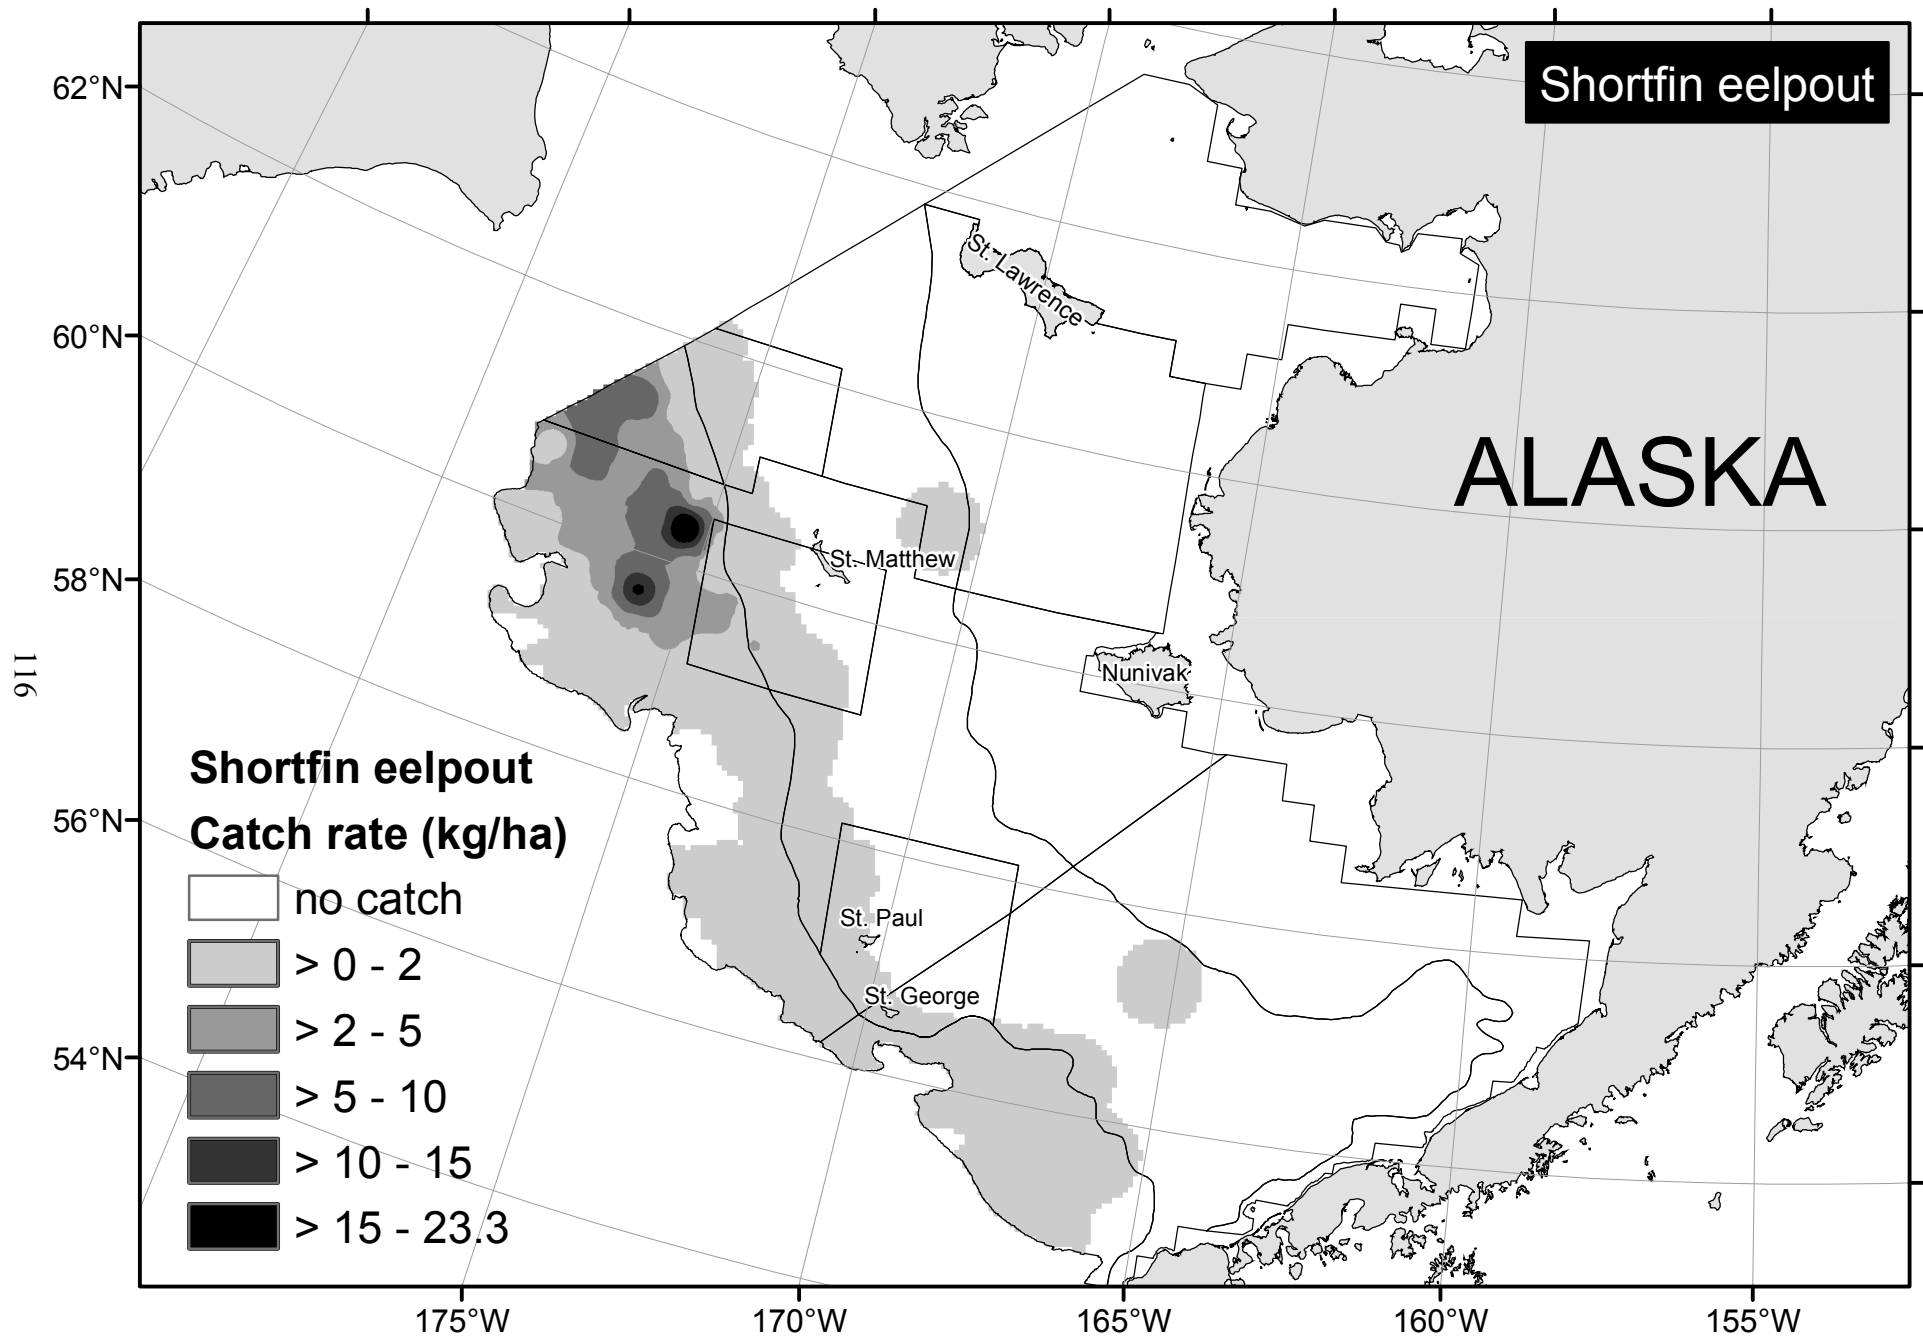 Shortfin eelpout
62°N
60°N
58°N
56°N
54°N
St. Lawrence
ALASKA
St. Matthew
Nunivak
St. Paul
St. George
116
Shortfin eelpout
Catch rate (kg/ha)
no catch
> 0 - 2
> 2 - 5
> 5 - 10
> 10 - 15
> 15 - 23.3
175°W
170°W
165°W
160°W
155°W